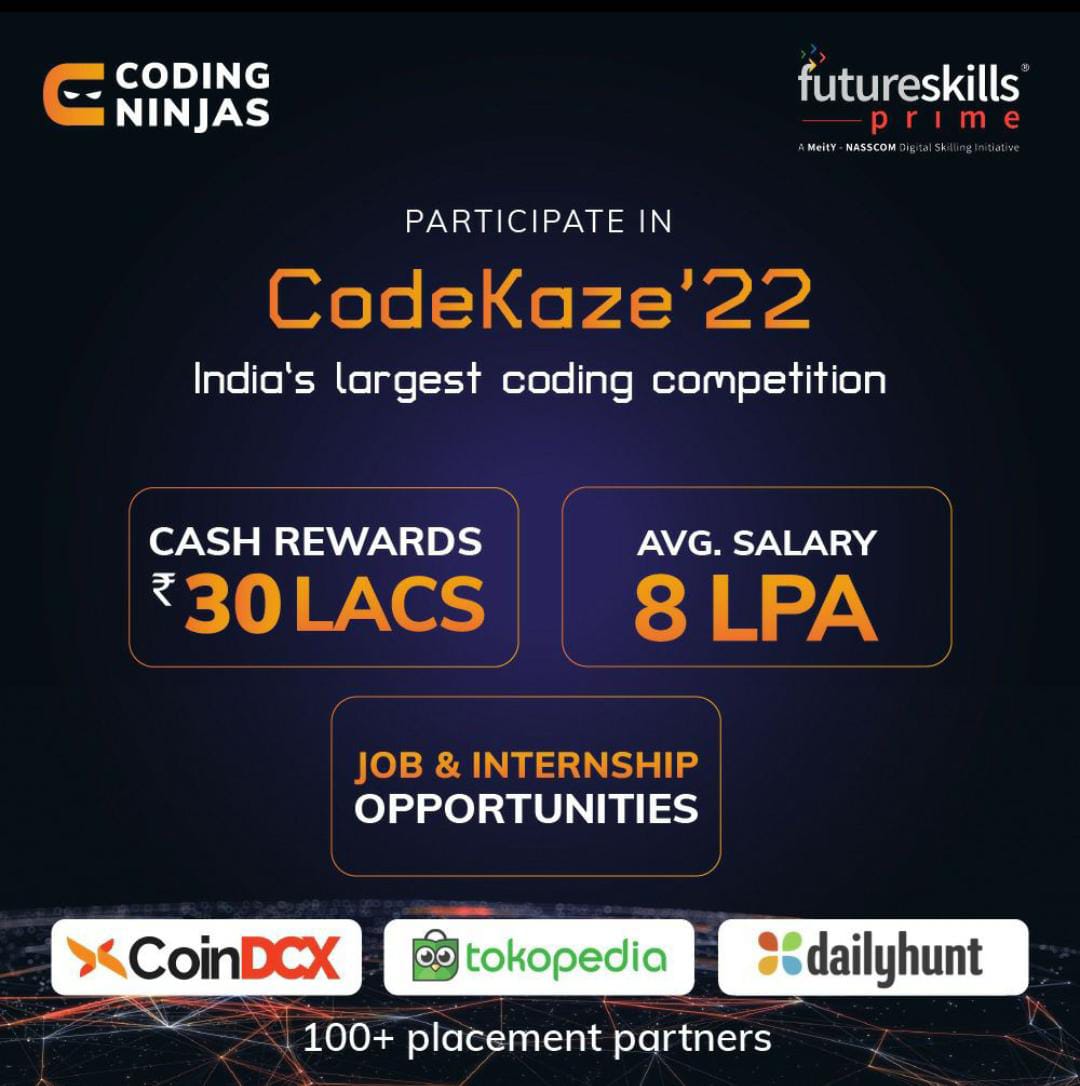 CODING
NINJAS
futureskills®
prime
A MeitY - NASSCOM Digital Skilling Initiative
PARTICIPATE IN
CodeKaze'22
India's largest coding competition
CASH REWARDS
₹30 LACS
AVG. SALARY
8 LPA
JOB & INTERNSHIP
OPPORTUNITIES
CoinDCX
tokopedia
dailyhunt
100+ placement partners